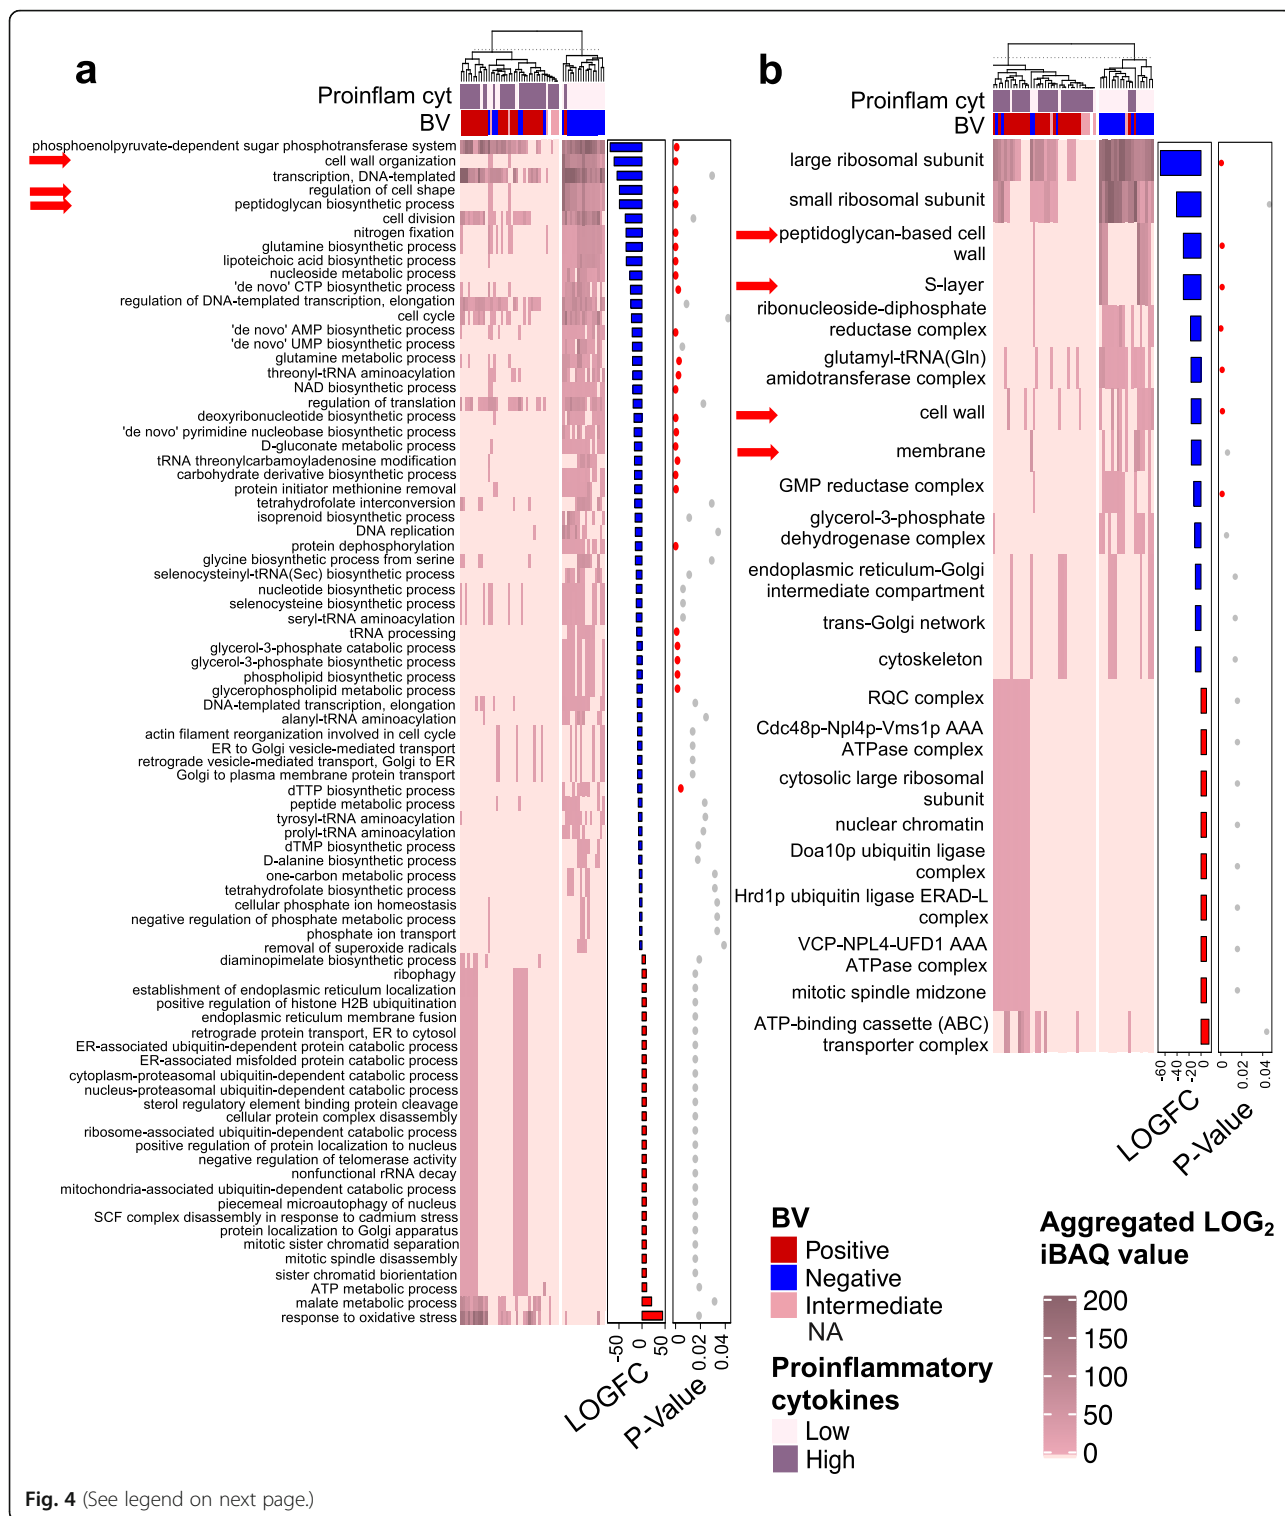 a
Proinflam cyt
BV
phosphoenolpyruvate-dependent sugar phosphotransferase system
cell wall organization
transcription, DNA-templated
regulation of cell shape
peptidoglycan biosynthetic process
cell division
nitrogen fixation
glutamine biosynthetic process
lipoteichoic acid biosynthetic process
nucleoside metabolic process
'de novo' CTP biosynthetic process
regulation of DNA-templated transcription, elongation
cell cycle
'de novo' AMP biosynthetic process
'de novo' UMP biosynthetic process
glutamine metabolic process
threonyl-tRNA aminoacylation
NAD biosynthetic process
regulation of translation
deoxyribonucleotide biosynthetic process
'de novo' pyrimidine nucleobase biosynthetic process
D-gluconate metabolic process
tRNA threonylcarbamoyladenosine modification
carbohydrate derivative biosynthetic process
protein initiator methionine removal
tetrahydrofolate interconversion
isoprenoid biosynthetic process
DNA replication
protein dephosphorylation
glycine biosynthetic process from serine
selenocysteinyl-tRNA(Sec) biosynthetic process
nucleotide biosynthetic process
selenocysteine biosynthetic process
seryl-tRNA aminoacylation
tRNA processing
glycerol-3-phosphate catabolic process
glycerol-3-phosphate biosynthetic process
phospholipid biosynthetic process
glycerophospholipid metabolic process
DNA-templated transcription, elongation
alanyl-tRNA aminoacylation
actin filament reorganization involved in cell cycle
ER to Golgi vesicle-mediated transport
retrograde vesicle-mediated transport, Golgi to ER
Golgi to plasma membrane protein transport
dTTP biosynthetic process
peptide metabolic process
tyrosyl-tRNA aminoacylation
prolyl-tRNA aminoacylation
dTMP biosynthetic process
D-alanine biosynthetic process
one-carbon metabolic process
tetrahydrofolate biosynthetic process
cellular phosphate ion homeostasis
negative regulation of phosphate metabolic process
phosphate ion transport
removal of superoxide radicals
diaminopimelate biosynthetic process
ribophagy
establishment of endoplasmic reticulum localization
positive regulation of histone H2B ubiquitination
endoplasmic reticulum membrane fusion
retrograde protein transport, ER to cytosol
ER-associated ubiquitin-dependent protein catabolic process
ER-associated misfolded protein catabolic process
cytoplasm-proteasomal ubiquitin-dependent catabolic process
nucleus-proteasomal ubiquitin-dependent catabolic process
sterol regulatory element binding protein cleavage
cellular protein complex disassembly
ribosome-associated ubiquitin-dependent catabolic process
positive regulation of protein localization to nucleus
negative regulation of telomerase activity
nonfunctional rRNA decay
mitochondria-associated ubiquitin-dependent catabolic process
piecemeal microautophagy of nucleus
SCF complex disassembly in response to cadmium stress
protein localization to Golgi apparatus
mitotic sister chromatid separation
mitotic spindle disassembly
sister chromatid biorientation
ATP metabolic process
malate metabolic process
response to oxidative stress
-50
0
50
LOGFC
0
0.02
0.04
P-Value
b
Proinflam cyt
BV
large ribosomal subunit
small ribosomal subunit
peptidoglycan-based cell
wall
S-layer
ribonucleoside-diphosphate
reductase complex
glutamyl-tRNA(Gln)
amidotransferase complex
cell wall
membrane
GMP reductase complex
glycerol-3-phosphate
dehydrogenase complex
endoplasmic reticulum-Golgi
intermediate compartment
trans-Golgi network
cytoskeleton
RQC complex
Cdc48p-Npl4p-Vms1p AAA
ATPase complex
cytosolic large ribosomal
subunit
nuclear chromatin
Doa10p ubiquitin ligase
complex
Hrd1p ubiquitin ligase ERAD-L
complex
VCP-NPL4-UFD1 AAA
ATPase complex
mitotic spindle midzone
ATP-binding cassette (ABC)
transporter complex
-60
-40
-20
0
LOGFC
0
0.02
0.04
P-Value
BV
Positive
Negative
Intermediate
NA
Proinflammatory
cytokines
Low
High
Aggregated LOG₂
iBAQ value
200
150
100
50
0
Fig. 4 (See legend on next page.)